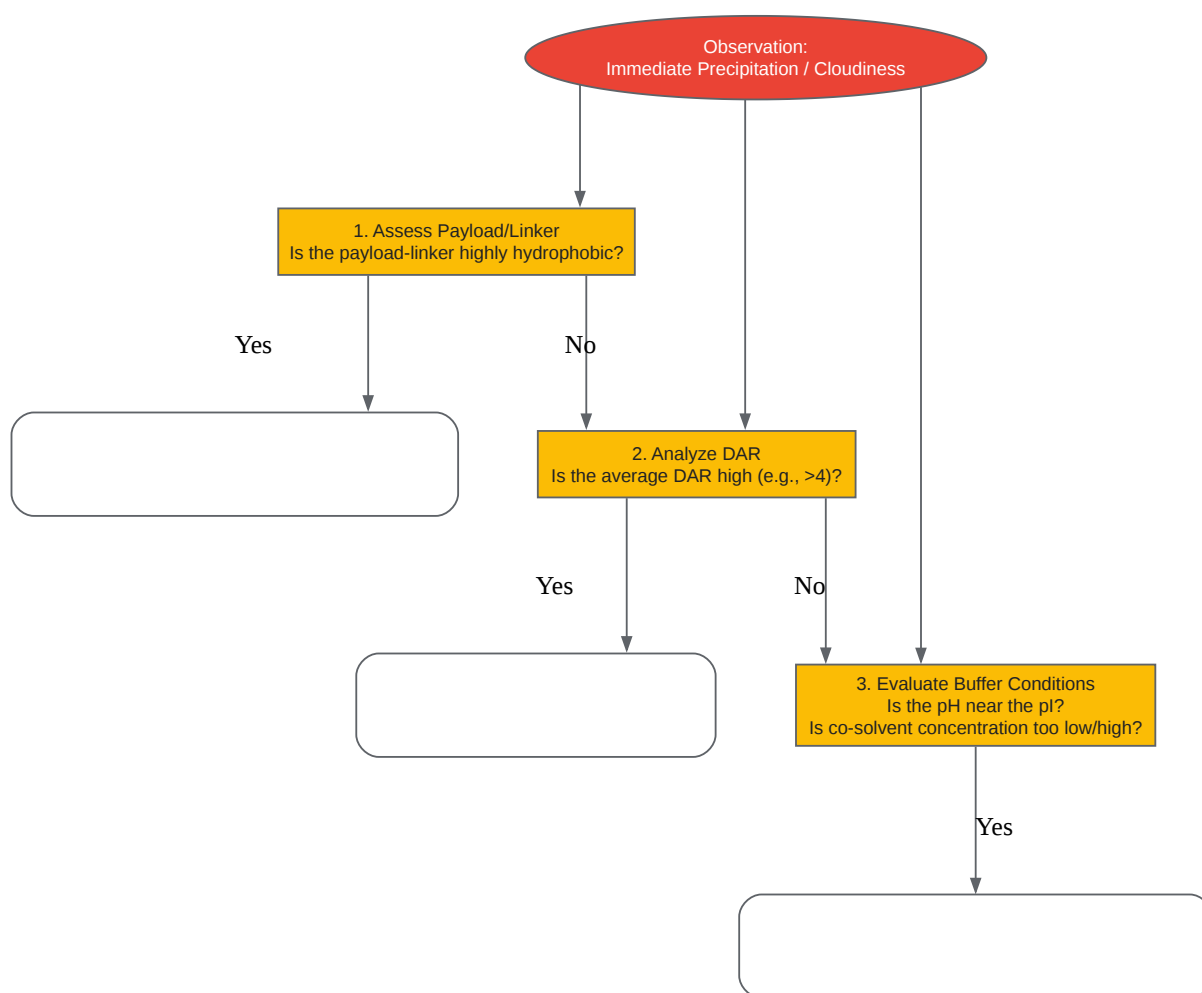 Observation:
Immediate Precipitation / Cloudiness
1. Assess Payload/Linker
Is the payload-linker highly hydrophobic?
Yes
No
2. Analyze DAR
Is the average DAR high (e.g., >4)?
Yes
No
3. Evaluate Buffer Conditions
Is the pH near the pI?
Is co-solvent concentration too low/high?
Yes